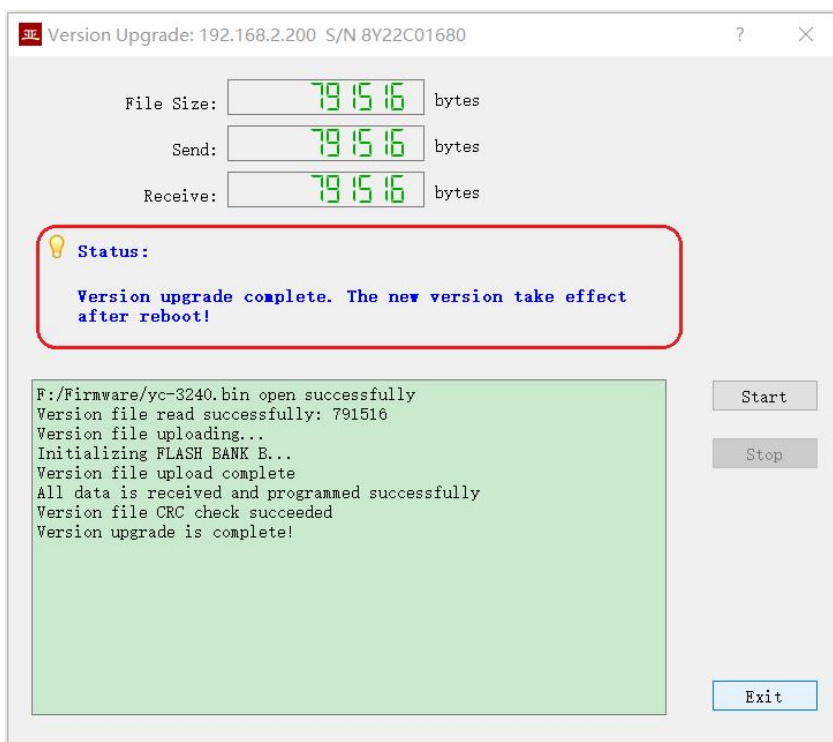 Version Upgrade: 192.168.2.200 S/N 8Y22C01680 ?
File Size: 791516 bytes
Send: 791516 bytes
Receive: 791516 bytes
Status:
Version upgrade complete. The new version take effect
after reboot!
F:/Firmware/yc-3240.bin open successfully
Version file read successfully: 791516
Version file uploading...
Initializing FLASH BANK B...
Version file upload complete
All data is received and programmed successfully
Version file CRC check succeeded
Version upgrade is complete!
Start
Stop
Exit